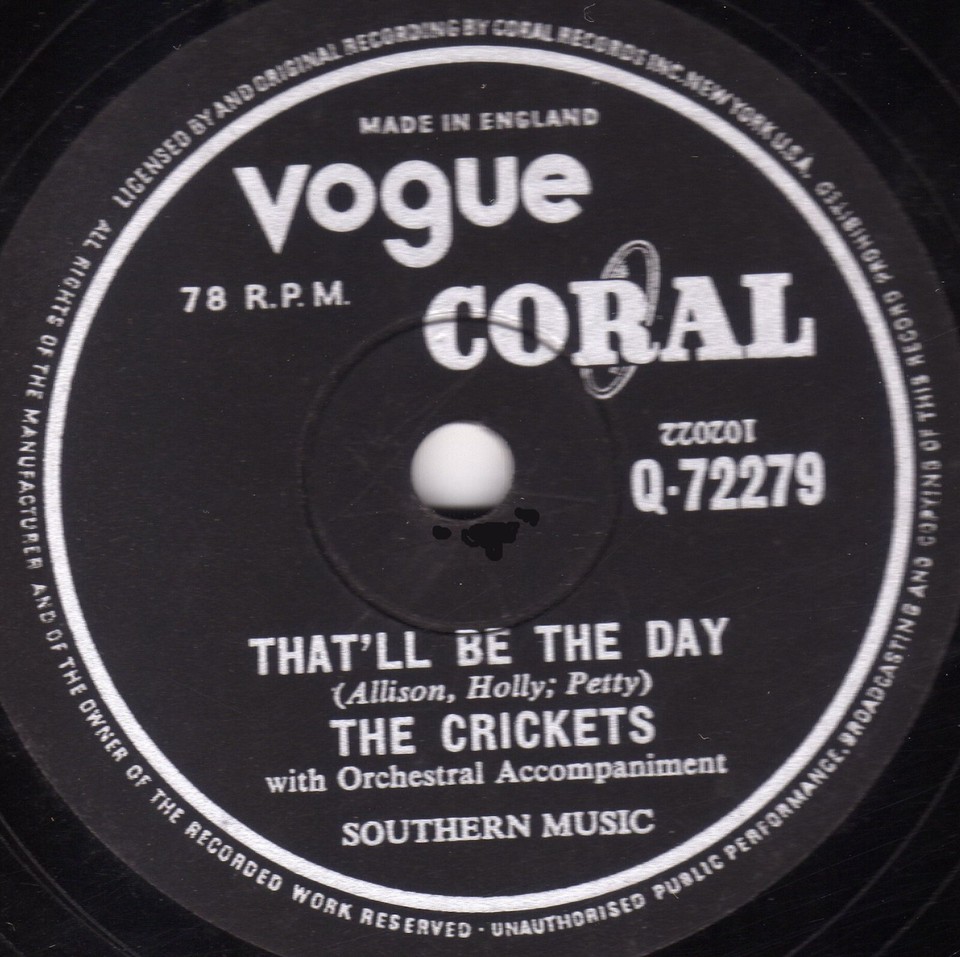 LICENSED BY AND ORIGINAL RECORDING BY CORAL RECORDS INC. NEW YORK U.S.A.
MADE IN ENGLAND
vogue
78 R.P.M.
CORAL
102022
Q-72279
THAT'LL BE THE DAY
(Allison, Holly; Petty)
THE CRICKETS
with Orchestral Accompaniment
SOUTHERN MUSIC
ALL RIGHTS OF THE MANUFACTURER AND OF THE OWNER OF THE RECORDED WORK RESERVED · UNAUTHORISED PUBLIC PERFORMANCE, BROADCASTING AND COPYING OF THIS RECORD PROHIBITED